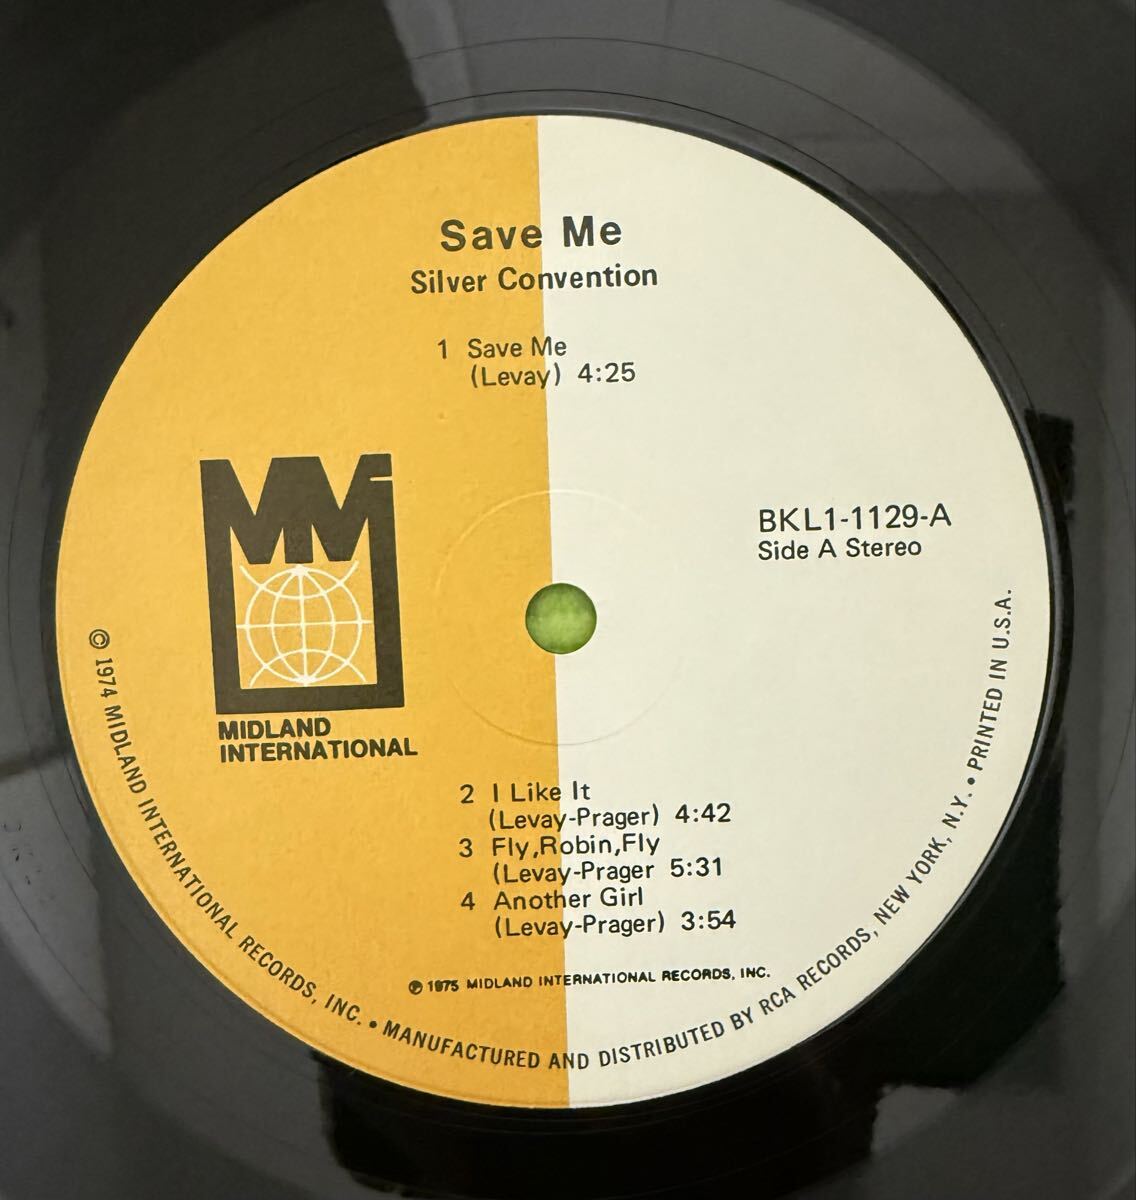 Save Me
Silver Convention
1 Save Me
(Levay) 4:25
BKL1-1129-A
Side A Stereo
MIDLAND
INTERNATIONAL
2 I Like It
(Levay-Prager) 4:42
3 Fly,Robin,Fly
(Levay-Prager 5:31
4 Another Girl
(Levay-Prager) 3:54
℗ 1975 MIDLAND INTERNATIONAL RECORDS, INC.
© 1974 MIDLAND INTERNATIONAL RECORDS, INC. • MANUFACTURED AND DISTRIBUTED BY RCA RECORDS, NEW YORK, N.Y. • PRINTED IN U.S.A.